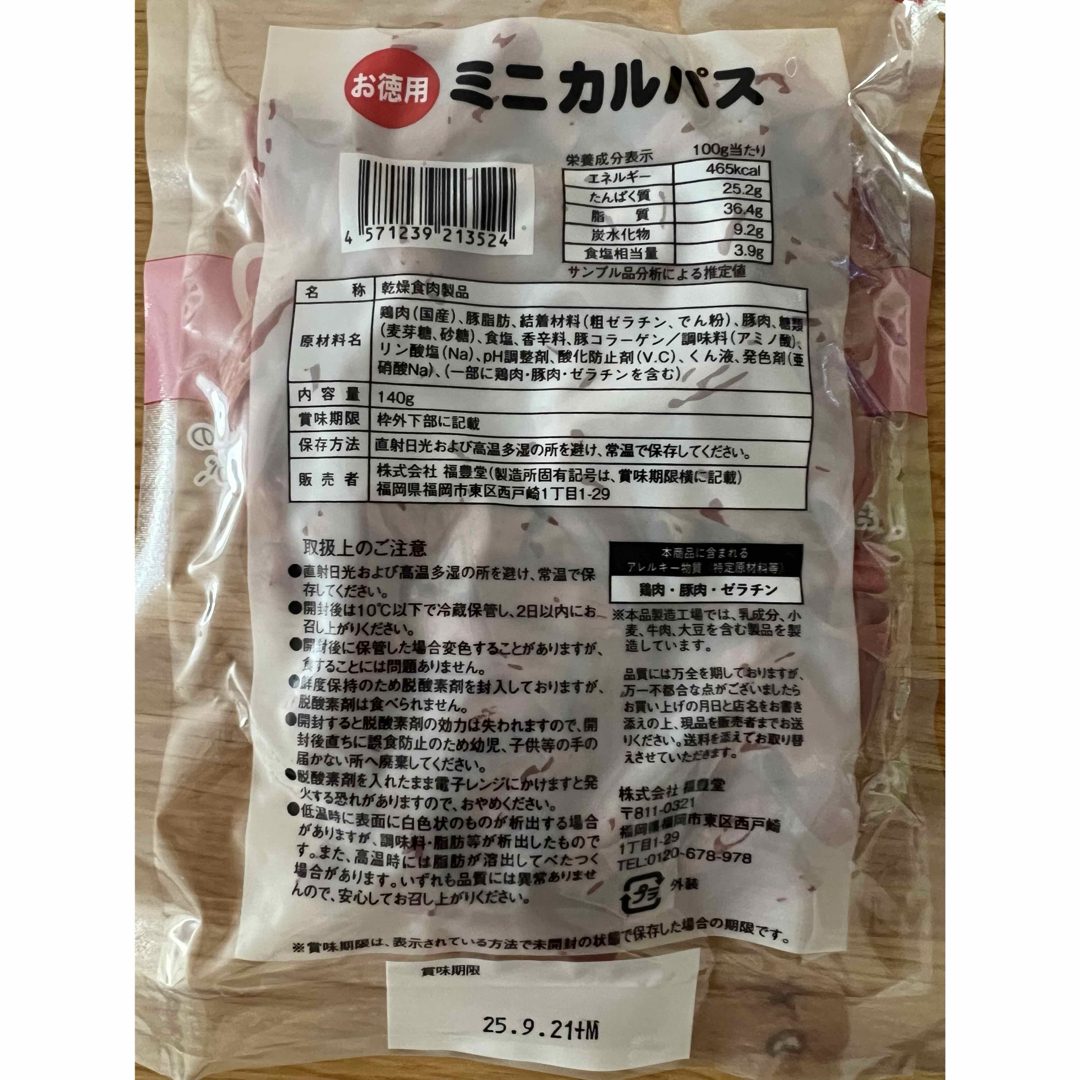 お徳用 ミニカルパス
4 571239 213524
栄養成分表示 100g当たり
エネルギー 465kcal
たんぱく質 25.2g
脂質 36.4g
炭水化物 9.2g
食塩相当量 3.9g
サンプル品分析による推定値
名称 乾燥食肉製品
原材料名 鶏肉(国産)、豚脂肪、結着材料(粗ゼラチン、でん粉)、豚肉、糖類
(麦芽糖、砂糖)、食塩、香辛料、豚コラーゲン／調味料(アミノ酸)、
リン酸塩(Na)、pH調整剤、酸化防止剤(V.C)、くん液、発色剤(亜
硝酸Na)、(一部に鶏肉・豚肉・ゼラチンを含む)
内容量 140g
賞味期限 枠外下部に記載
保存方法 直射日光および高温多湿の所を避け、常温で保存してください。
販売者 株式会社 福豊堂(製造所固有記号は、賞味期限横に記載)
福岡県福岡市東区西戸崎1丁目1-29
取扱上のご注意
●直射日光および高温多湿の所を避け、常温で保
存してください。
●開封後は10℃以下で冷蔵保管し、2日以内にお
召し上がりください。
●開封後に保管した場合変色することがありますが、
食することには問題ありません。
●鮮度保持のため脱酸素剤を封入しておりますが、
脱酸素剤は食べられません。
●開封すると脱酸素剤の効力は失われますので、開
封後直ちに誤食防止のため幼児、子供等の手の
届かない所へ廃棄してください。
●脱酸素剤を入れたまま電子レンジにかけますと発
火する恐れがありますので、おやめください。
●低温時に表面に白色状のものが析出する場合
がありますが、調味料・脂肪等が析出したもので
す。また、高温時には脂肪が溶出してべたつく
場合があります。いずれも品質には異常ありませ
んので、安心してお召し上がりください。
本商品に含まれる
アレルギー物質(特定原材料等)
鶏肉・豚肉・ゼラチン
※本品製造工場では、乳成分、小
麦、牛肉、大豆を含む製品を製
造しています。
品質には万全を期しておりますが、
万一不都合な点がございましたら
お買い上げの月日と店名をお書き
添えの上、現品を販売者までお送
りください。送料を添えてお取り替
えさせていただきます。
株式会社 福豊堂
〒811-0321
福岡県福岡市東区西戸崎
1丁目1-29
TEL:0120-678-978
プラ 外装
※賞味期限は、表示されている方法で未開封の状態で保存した場合の期限です。
賞味期限
25.9.21+M